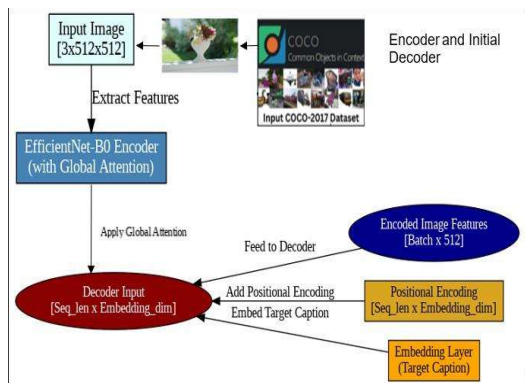 Input Image
[3x512x512]
COCO
Common Objects in Context
Input COCO-2017 Dataset
Encoder and Initial
Decoder
Extract Features
EfficientNet-B0 Encoder
(with Global Attention)
Apply Global Attention
Encoded Image Features
[Batch x 512]
Feed to Decoder
Decoder Input
[Seq_len x Embedding_dim]
Add Positional Encoding
Embed Target Caption
Positional Encoding
[Seq_len x Embedding_dim]
Embedding Layer
(Target Caption)